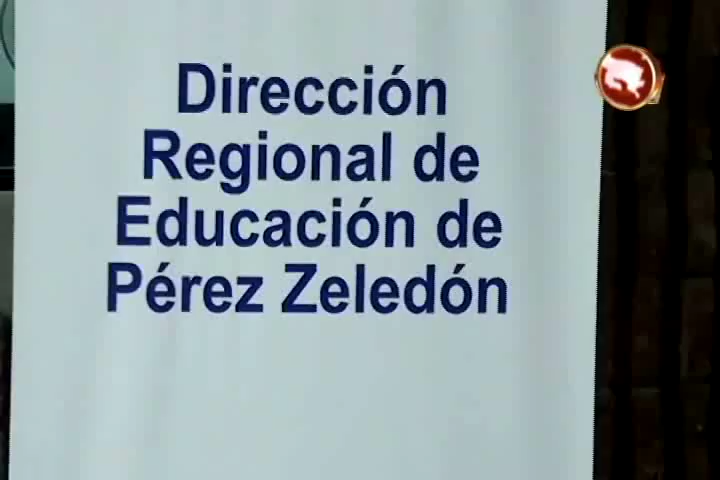 Dirección
Regional de
Educación de
Pérez Zeledón